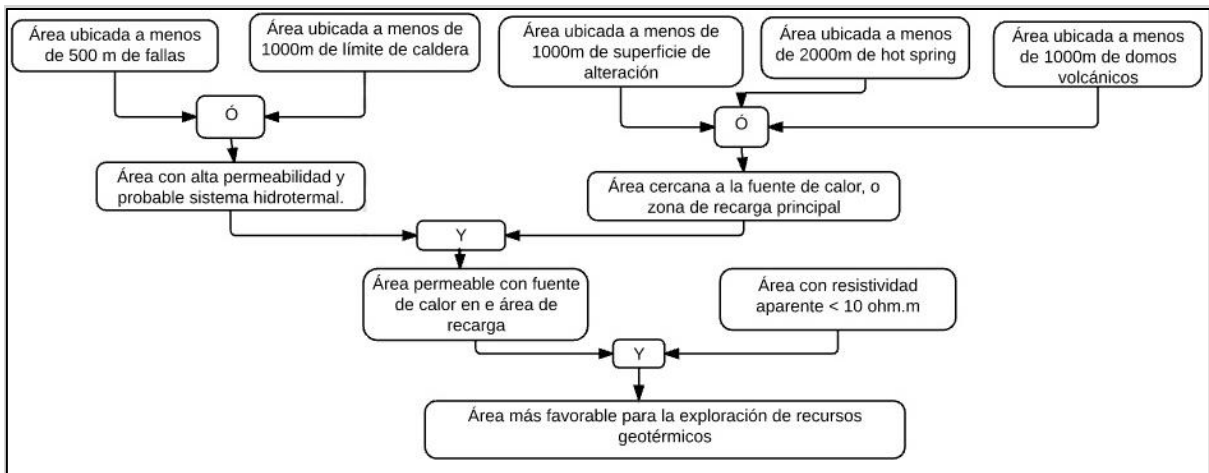 Área ubicada a menos
de 500 m de fallas
Área ubicada a menos de
1000m de límite de caldera
Área ubicada a menos de
1000m de superficie de
alteración
Área ubicada a menos
de 2000m de hot spring
Área ubicada a menos
de 1000m de domos
volcánicos
Ó
Ó
Área con alta permeabilidad y
probable sistema hidrotermal.
Área cercana a la fuente de calor, o
zona de recarga principal
Y
Área permeable con fuente
de calor en e área de
recarga
Área con resistividad
aparente < 10 ohm.m
Y
Área más favorable para la exploración de recursos
geotérmicos